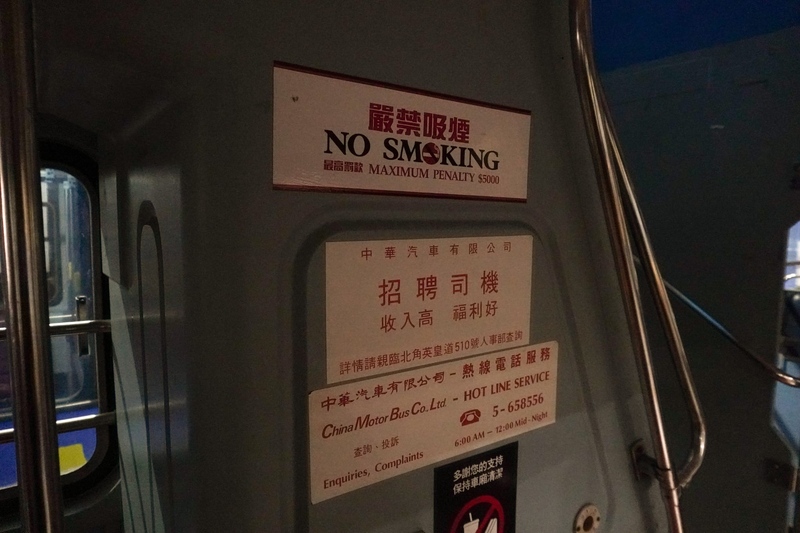 嚴禁吸煙
NO SMOKING
最高罰款 MAXIMUM PENALTY $5000
中華汽車有限公司
招聘司機
收入高 福利好
詳情請親臨北角英皇道510號人事部查詢
中華汽車有限公司 - 熱線電話服務
China Motor Bus Co. Ltd. - HOT LINE SERVICE
查詢・投訴 5-658556
Enquiries, Complaints 6:00 AM – 12:00 Mid - Night
多謝您的支持
保持車廂清潔